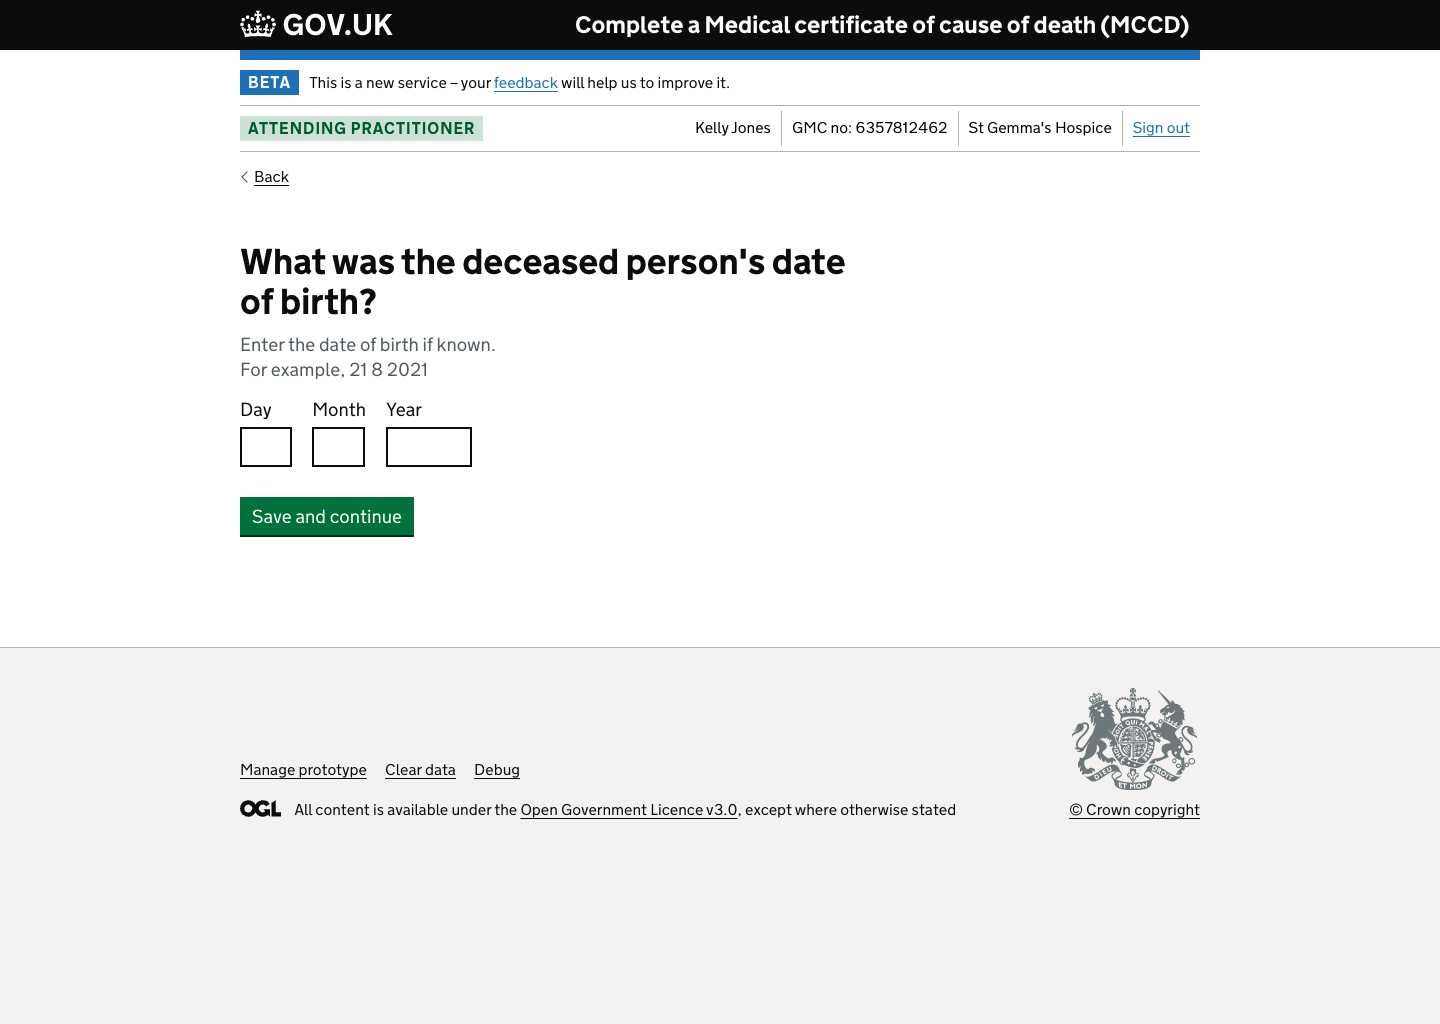 GOV.UK
Complete a Medical certificate of cause of death (MCCD)
BETA This is a new service – your feedback will help us to improve it.
ATTENDING PRACTITIONER
Kelly Jones
GMC no: 6357812462
St Gemma's Hospice
Sign out
Back
What was the deceased person's date
of birth?
Enter the date of birth if known.
For example, 21 8 2021
Day Month Year
Save and continue
Manage prototype Clear data Debug
DIEU ET MON DROIT
OGL All content is available under the Open Government Licence v3.0, except where otherwise stated
© Crown copyright